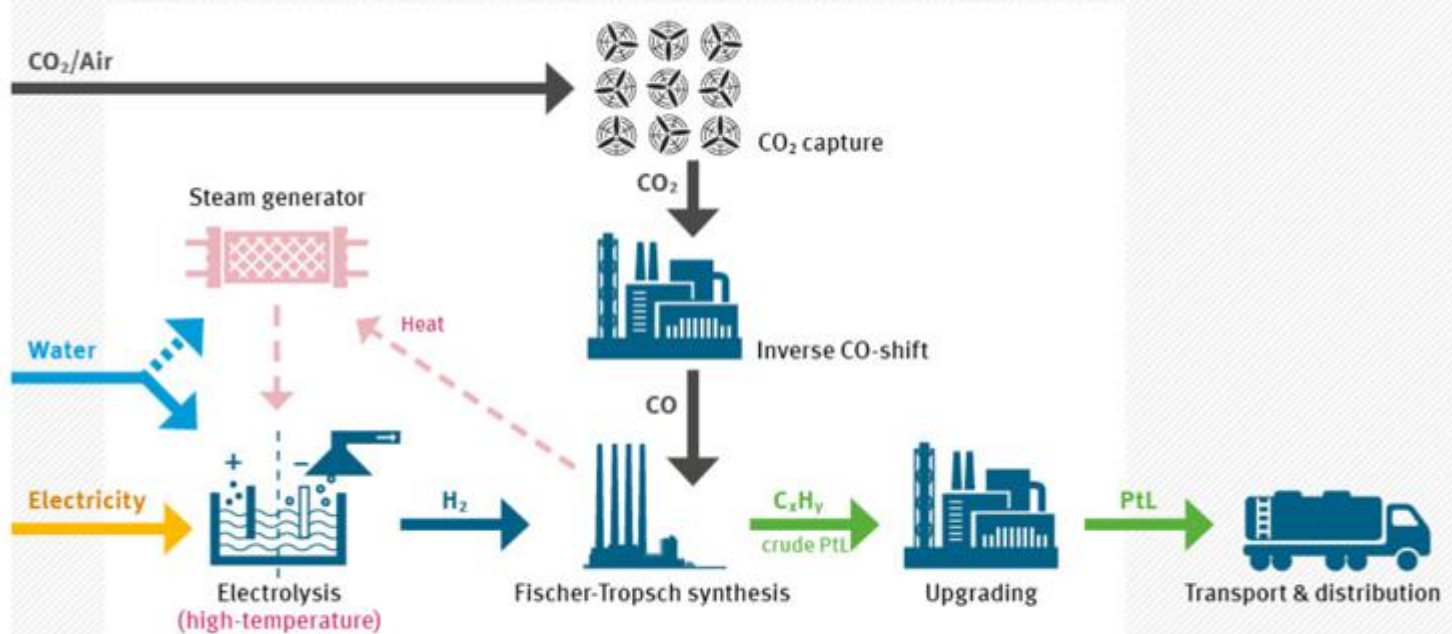 CO₂/Air
CO₂ capture
CO₂
Steam generator
Heat
Inverse CO-shift
Water
CO
+
–
Electricity
H₂
CₓHᵧ
crude PtL
PtL
Electrolysis
(high-temperature)
Fischer-Tropsch synthesis
Upgrading
Transport & distribution